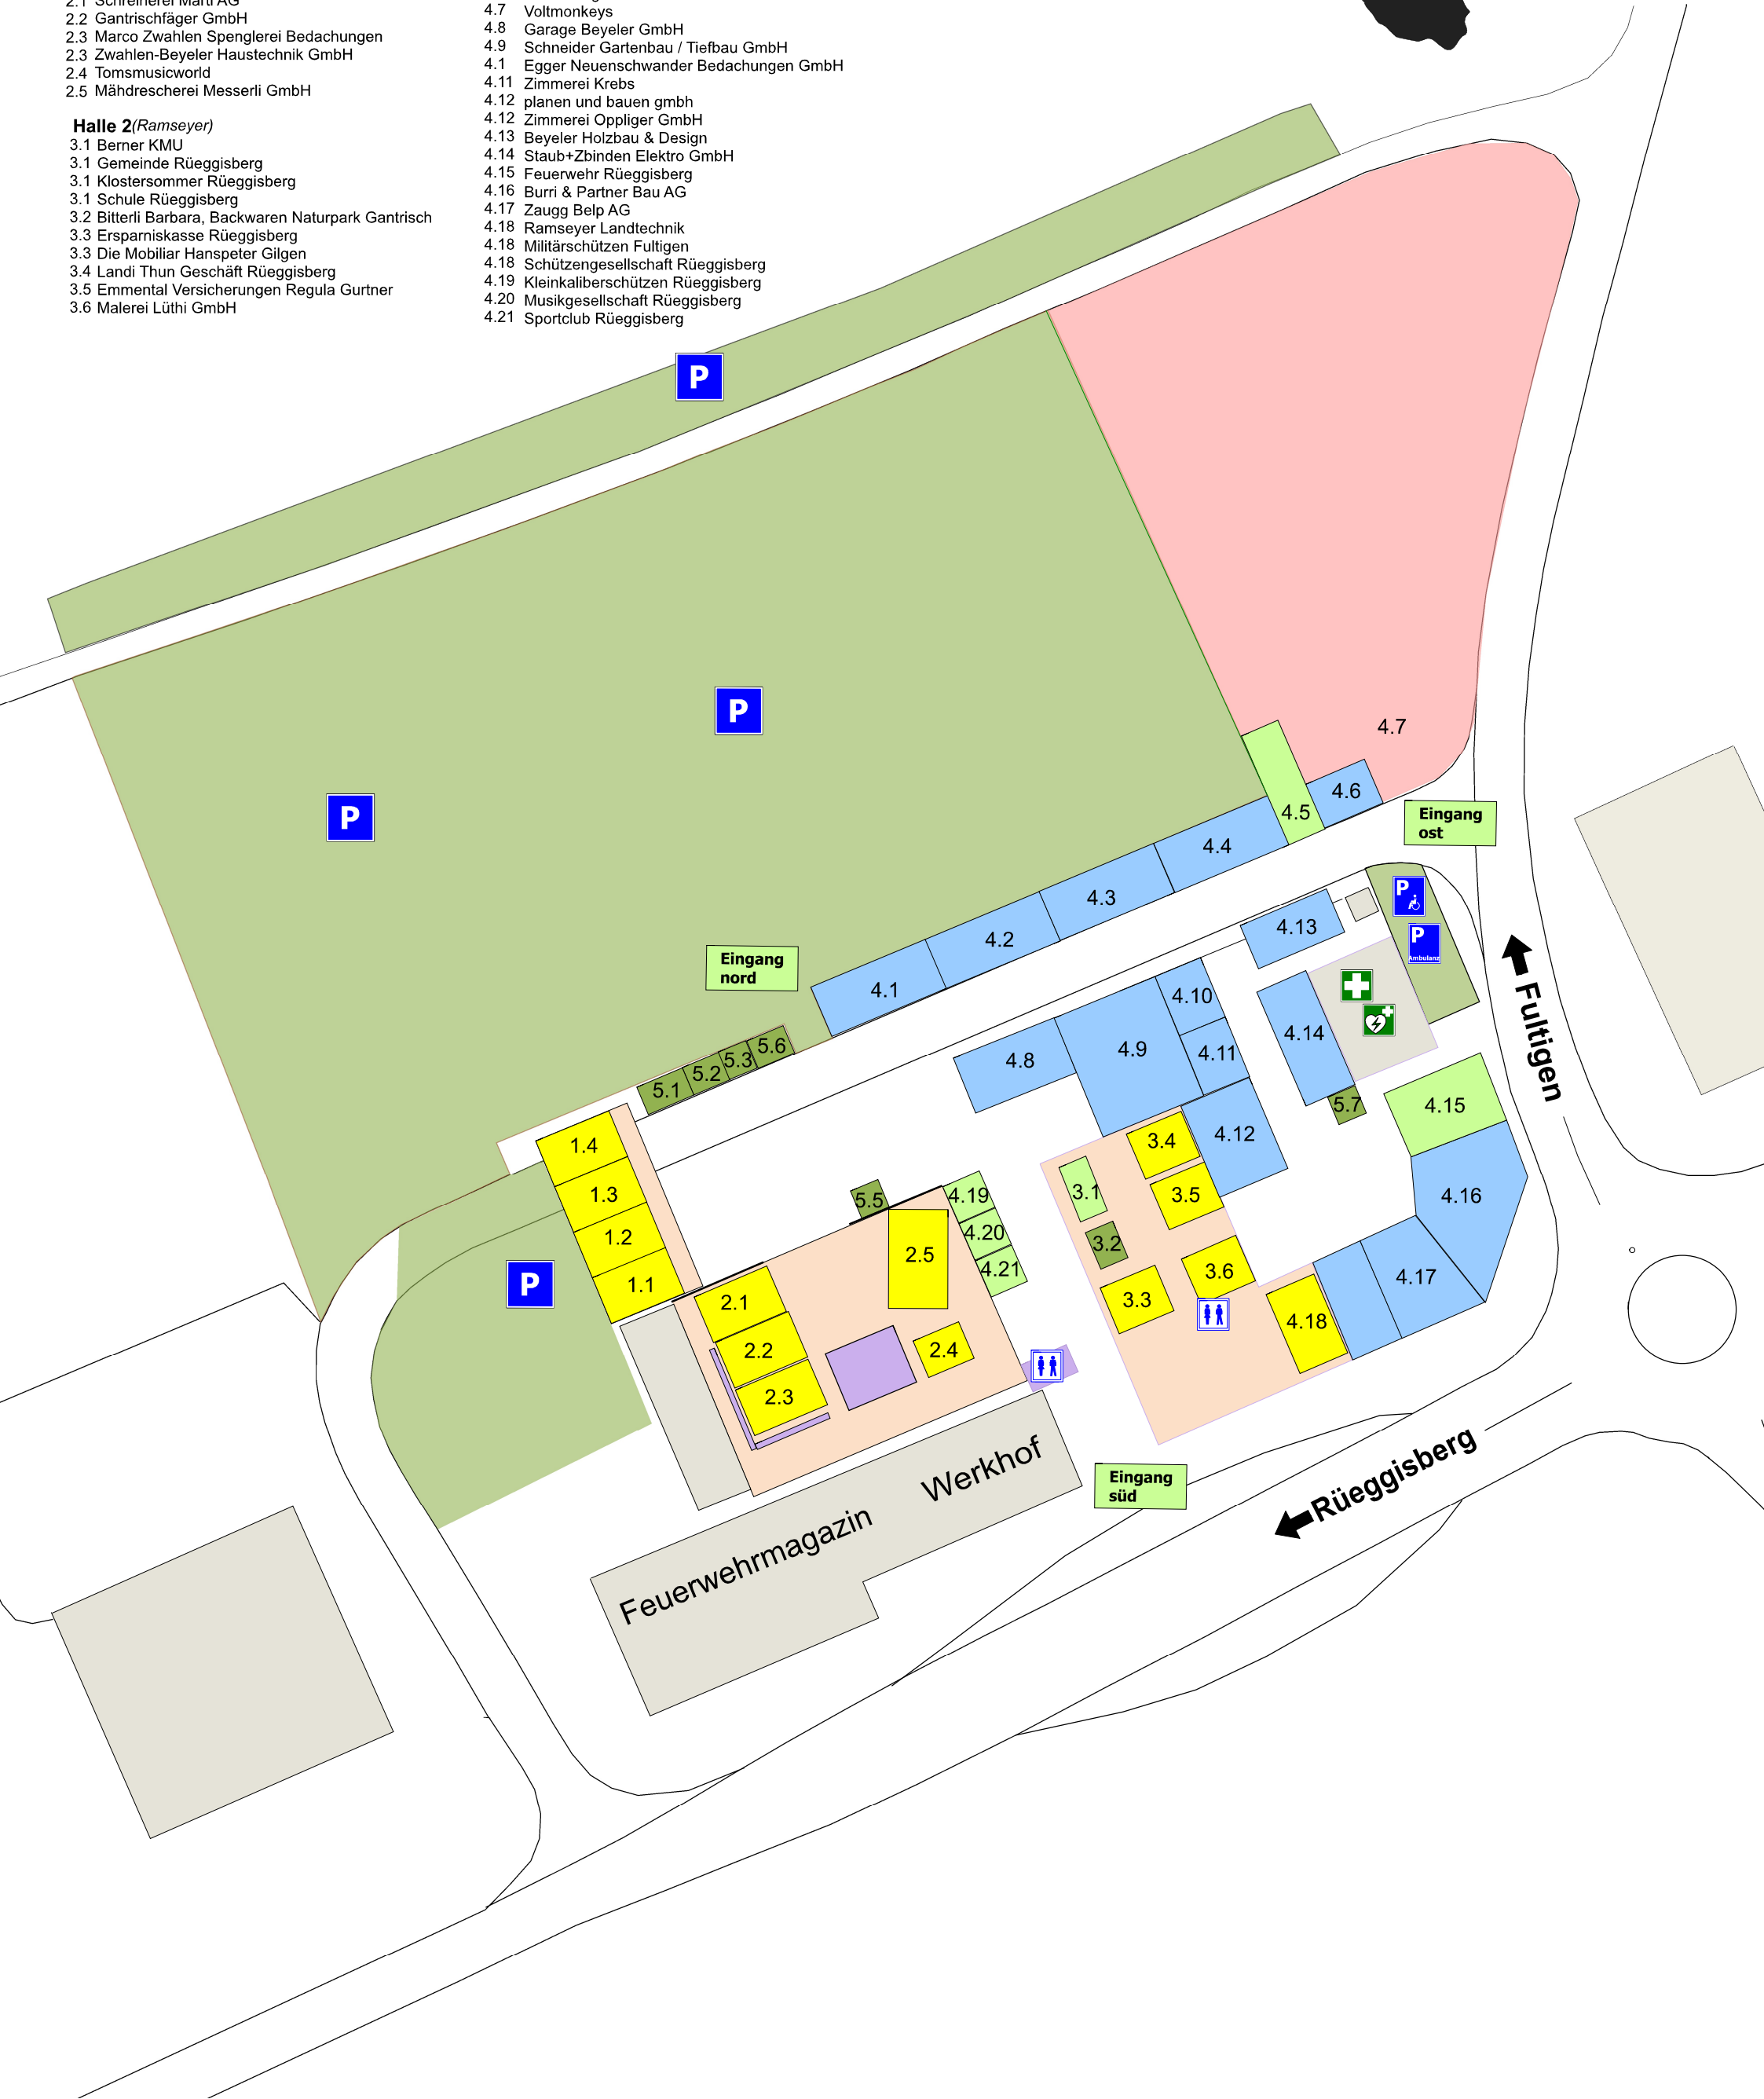 2.1 Schreinerei Marti AG
2.2 Gantrischfäger GmbH
2.3 Marco Zwahlen Spenglerei Bedachungen
2.3 Zwahlen-Beyeler Haustechnik GmbH
2.4 Tomsmusicworld
2.5 Mähdrescherei Messerli GmbH
Halle 2 (Ramseyer)
3.1 Berner KMU
3.1 Gemeinde Rüeggisberg
3.1 Klostersommer Rüeggisberg
3.1 Schule Rüeggisberg
3.2 Bitterli Barbara, Backwaren Naturpark Gantrisch
3.3 Ersparniskasse Rüeggisberg
3.3 Die Mobiliar Hanspeter Gilgen
3.4 Landi Thun Geschäft Rüeggisberg
3.5 Emmental Versicherungen Regula Gurtner
3.6 Malerei Lüthi GmbH
4.7 Voltmonkeys
4.8 Garage Beyeler GmbH
4.9 Schneider Gartenbau / Tiefbau GmbH
4.1 Egger Neuenschwander Bedachungen GmbH
4.11 Zimmerei Krebs
4.12 planen und bauen gmbh
4.12 Zimmerei Oppliger GmbH
4.13 Beyeler Holzbau & Design
4.14 Staub+Zbinden Elektro GmbH
4.15 Feuerwehr Rüeggisberg
4.16 Burri & Partner Bau AG
4.17 Zaugg Belp AG
4.18 Ramseyer Landtechnik
4.18 Militärschützen Fultigen
4.18 Schützengesellschaft Rüeggisberg
4.19 Kleinkaliberschützen Rüeggisberg
4.20 Musikgesellschaft Rüeggisberg
4.21 Sportclub Rüeggisberg
P
P
P
4.7
4.6
4.5
Eingang
ost
4.4
4.3
4.2
4.1
Eingang
nord
P
P
Ambulanz
4.13
4.10
4.14
4.11
4.9
4.8
5.6
5.3
5.2
5.1
5.7
4.15
Fultigen
4.12
3.4
1.4
1.3
1.2
1.1
P
5.5
4.19
4.20
4.21
3.1
3.5
3.2
3.6
3.3
4.16
4.17
4.18
2.5
2.1
2.2
2.3
2.4
Eingang
süd
Rüeggisberg
Werkhof
Feuerwehrmagazin